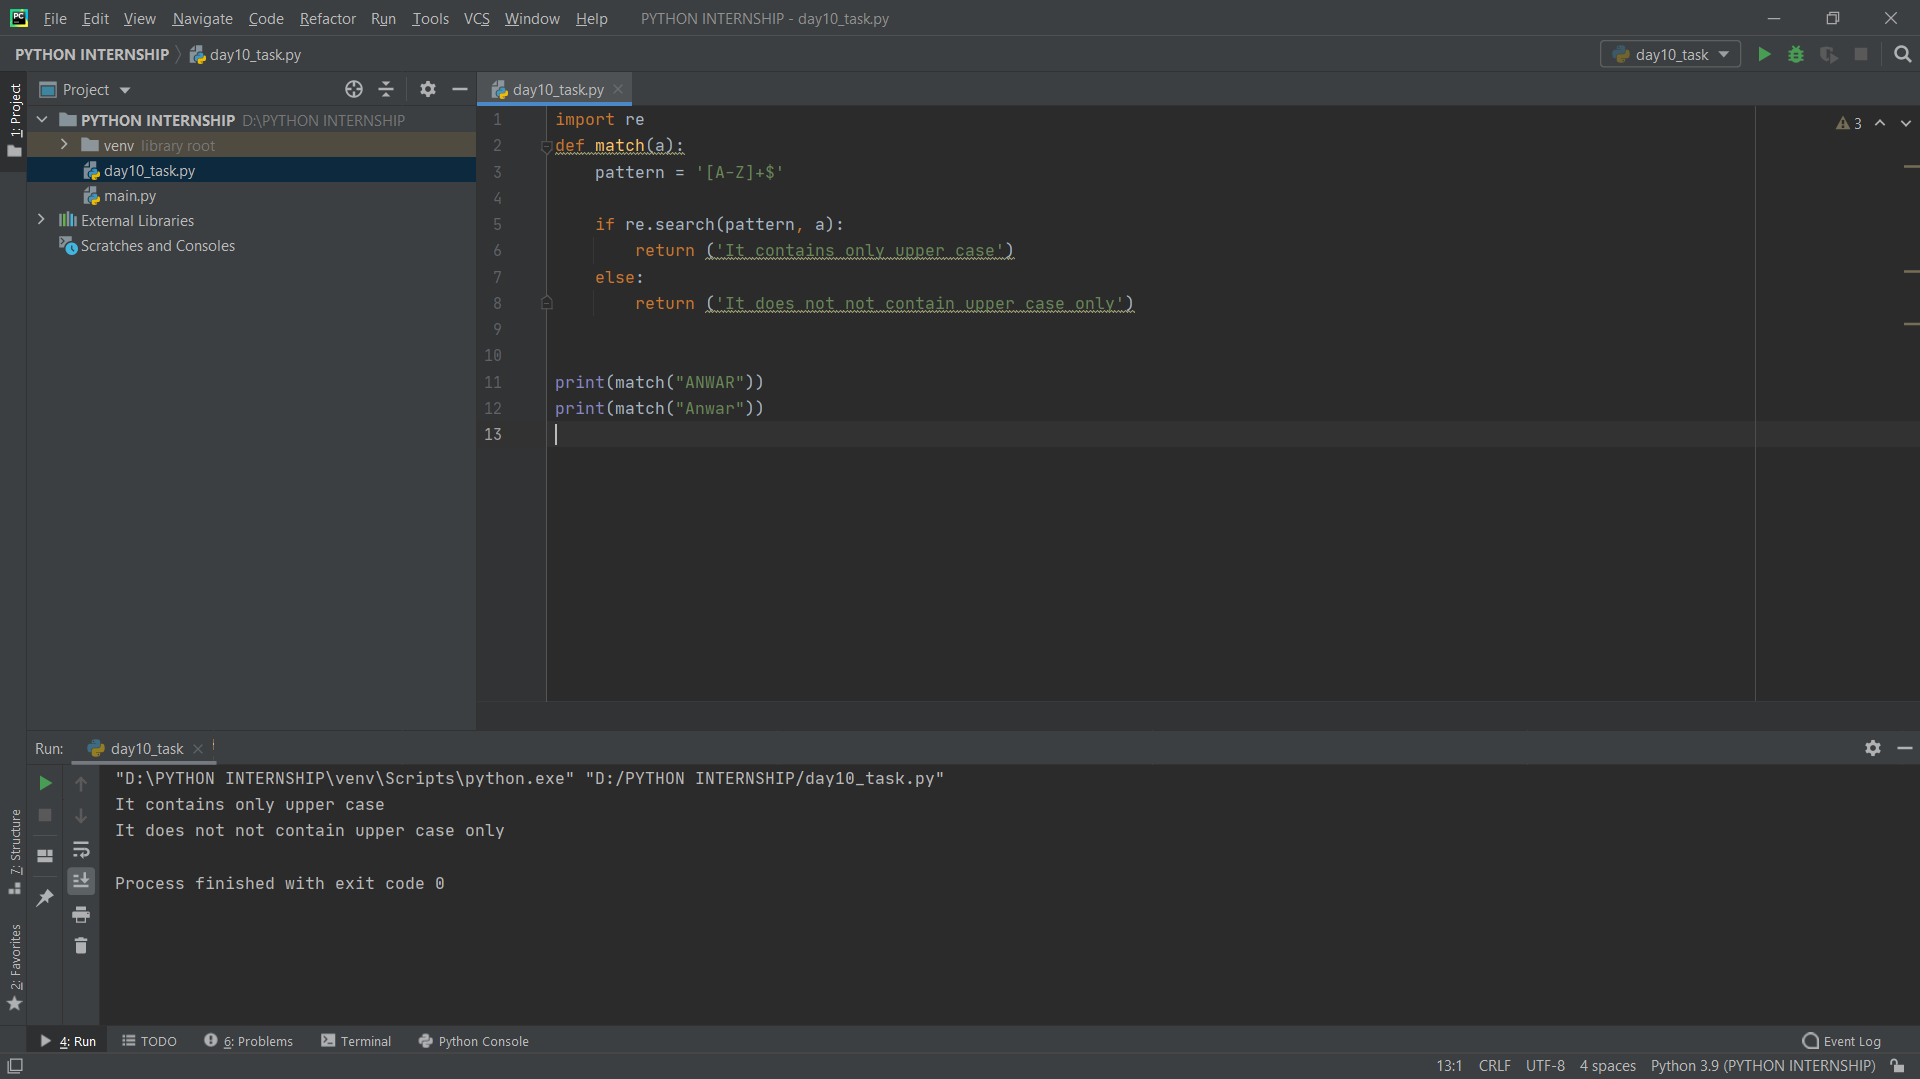 File Edit View Navigate Code Refactor Run Tools VCS Window Help PYTHON INTERNSHIP - day10_task.py
PYTHON INTERNSHIP day10_task.py day10_task
1: Project
Project
day10_task.py
PYTHON INTERNSHIP D:\PYTHON INTERNSHIP
venv library root
day10_task.py
main.py
External Libraries
Scratches and Consoles
3
1 import re
2 def match(a):
3     pattern = '[A-Z]+$'
4
5     if re.search(pattern, a):
6         return ('It contains only upper case')
7     else:
8         return ('It does not not contain upper case only')
9
10
11 print(match("ANWAR"))
12 print(match("Anwar"))
13
Run: day10_task
"D:\PYTHON INTERNSHIP\venv\Scripts\python.exe" "D:/PYTHON INTERNSHIP/day10_task.py"
It contains only upper case
It does not not contain upper case only
Process finished with exit code 0
7: Structure
2: Favorites
4: Run TODO 6: Problems Terminal Python Console Event Log
13:1 CRLF UTF-8 4 spaces Python 3.9 (PYTHON INTERNSHIP)